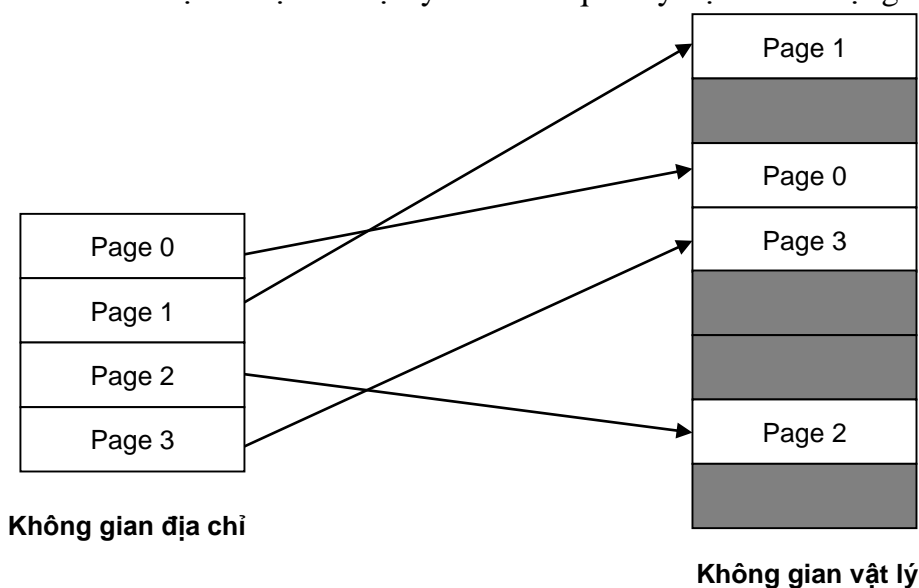 Page 1
Page 0
Page 3
Page 2
Page 0
Page 1
Page 2
Page 3
Không gian địa chỉ
Không gian vật lý